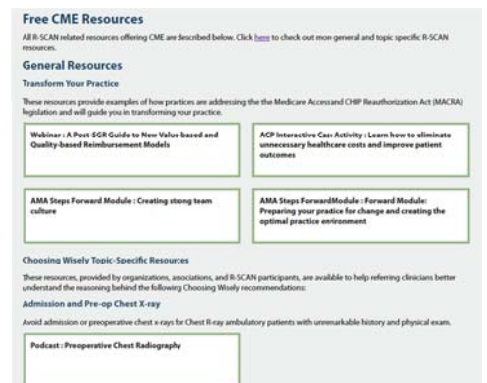 Free CME Resources
All R-SCAN related resources offering CME are described below. Click here to check out more general and topic specific R-SCAN
resources.
General Resources
Transform Your Practice
These resources provide examples of how practices are addressing the the Medicare Access and CHIP Reauthorization Act (MACRA)
legislation and will guide you in transforming your practice.
Webinar : A Post-SGR Guide to New Value-based and
Quality-based Reimbursement Models
ACP Interactive Case Activity : Learn how to eliminate
unnecessary healthcare costs and improve patient
outcomes
AMA Steps Forward Module : Creating strong team
culture
AMA Steps ForwardModule : Forward Module:
Preparing your practice for change and creating the
optimal practice environment
Choosing Wisely Topic-Specific Resources
These resources, provided by organizations, associations, and R-SCAN participants, are available to help referring clinicians better
understand the reasoning behind the following Choosing Wisely recommendations:
Admission and Pre-op Chest X-ray
Avoid admission or preoperative chest x-rays for Chest R-ray ambulatory patients with unremarkable history and physical exam.
Podcast : Preoperative Chest Radiography